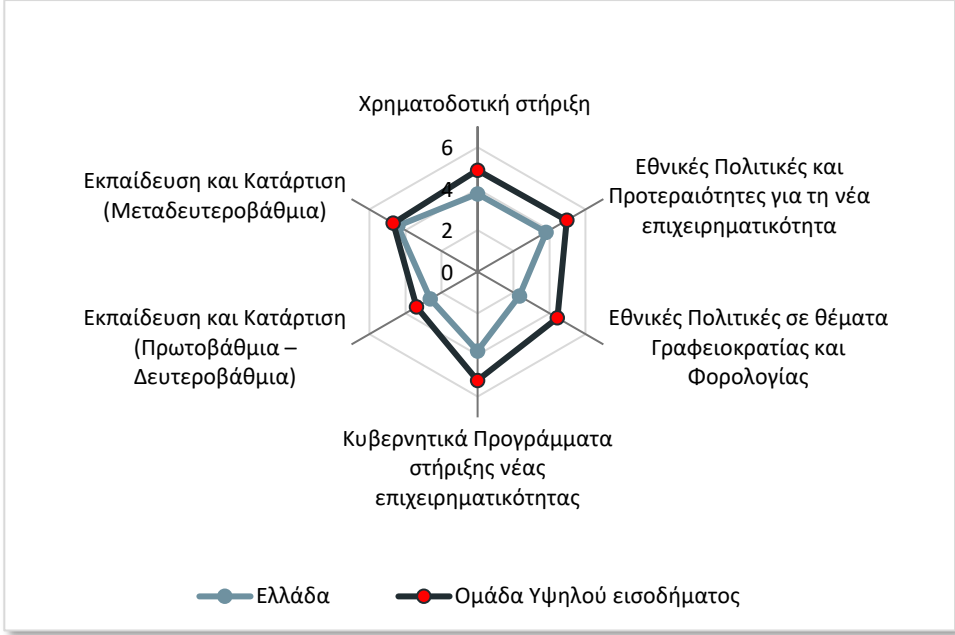 Χρηματοδοτική στήριξη
6
4
2
0
Εθνικές Πολιτικές και
Προτεραιότητες για τη νέα
επιχειρηματικότητα
Εθνικές Πολιτικές σε θέματα
Γραφειοκρατίας και
Φορολογίας
Κυβερνητικά Προγράμματα
στήριξης νέας
επιχειρηματικότητας
Εκπαίδευση και Κατάρτιση
(Πρωτοβάθμια –
Δευτεροβάθμια)
Εκπαίδευση και Κατάρτιση
(Μεταδευτεροβάθμια)
Ελλάδα
Ομάδα Υψηλού εισοδήματος